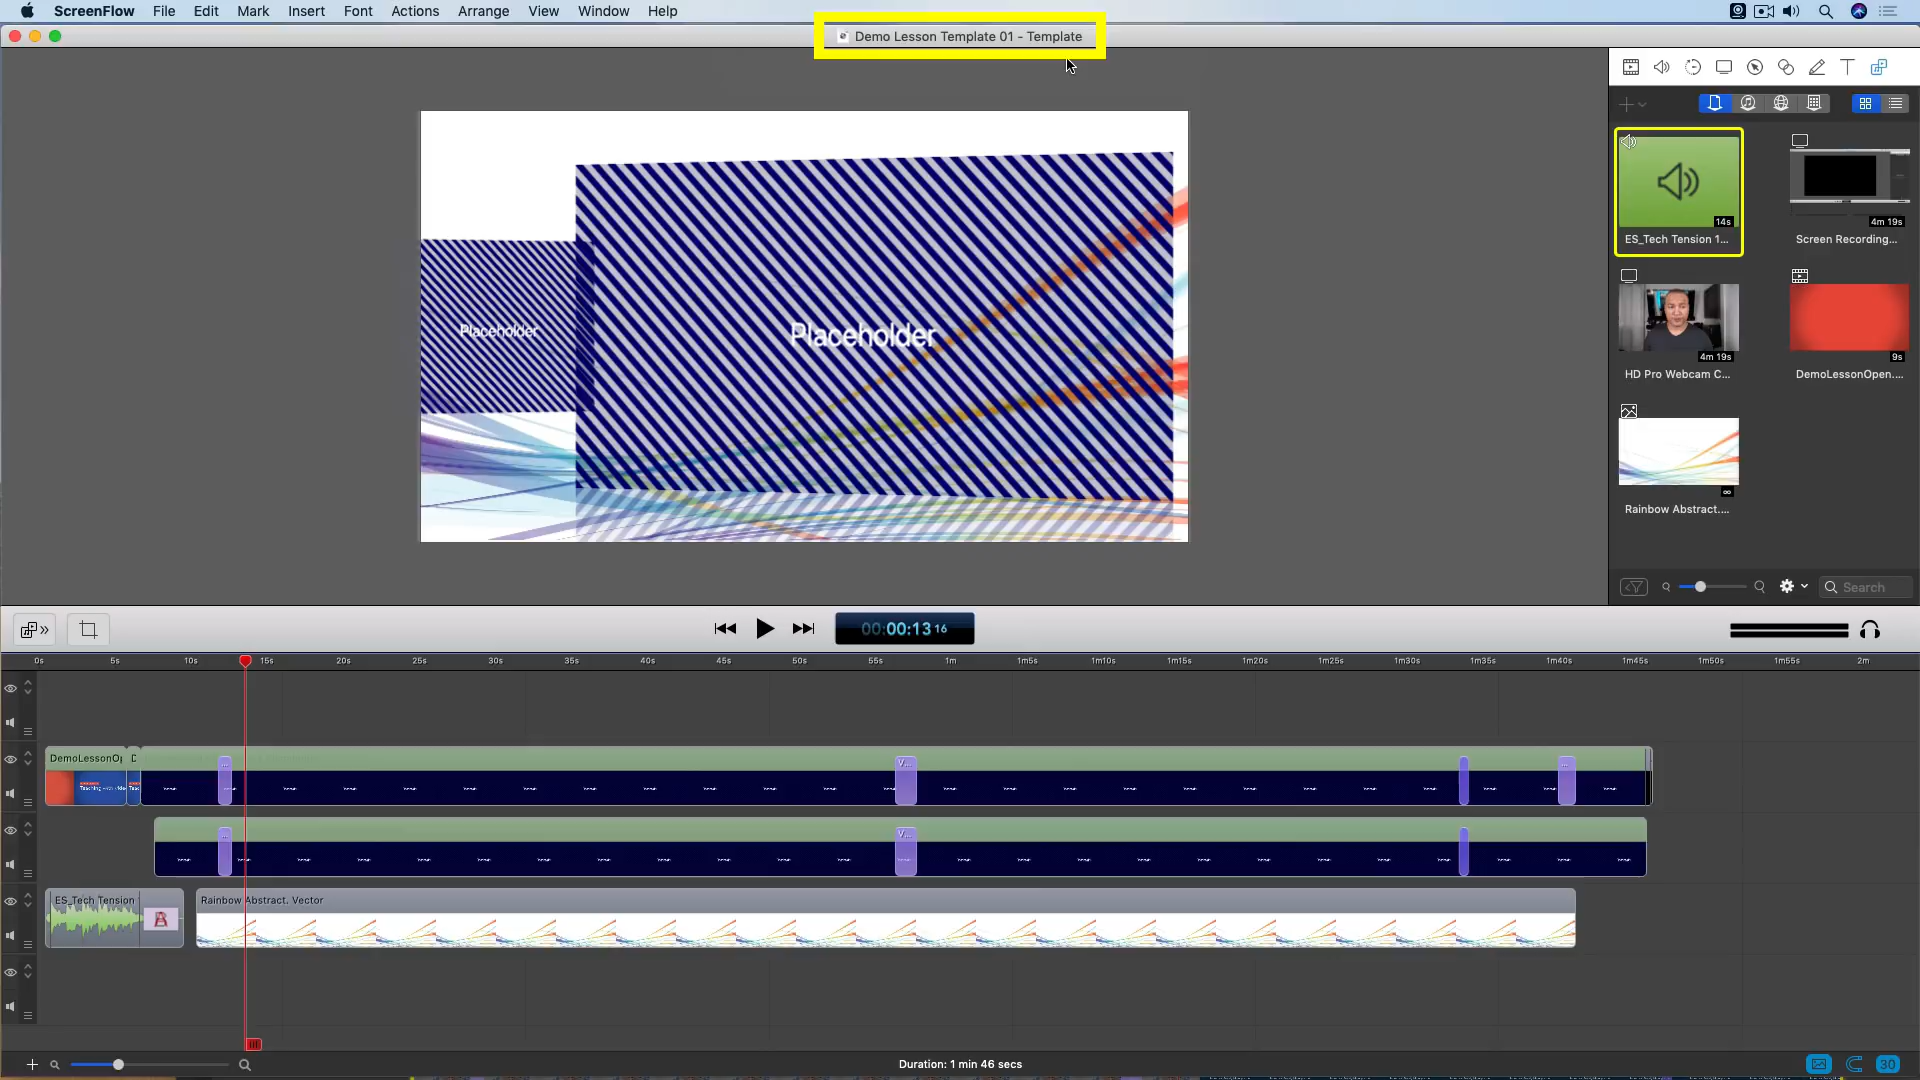 ScreenFlow File Edit Mark Insert Font Actions Arrange View Window Help
Demo Lesson Template 01 - Template
14s
ES_Tech Tension 1...
4m 19s
Screen Recording...
4m 19s
HD Pro Webcam C...
9s
DemoLessonOpen....
Rainbow Abstract....
Placeholder
Placeholder
Search
00:00:13 16
0s 5s 10s 15s 20s 25s 30s 35s 40s 45s 50s 55s 1m 1m5s 1m10s 1m15s 1m20s 1m25s 1m30s 1m35s 1m40s 1m45s 1m50s 1m55s 2m
DemoLessonO D
... V... ...
... V...
ES_Tech Tension
Rainbow Abstract. Vector
Duration: 1 min 46 secs
30